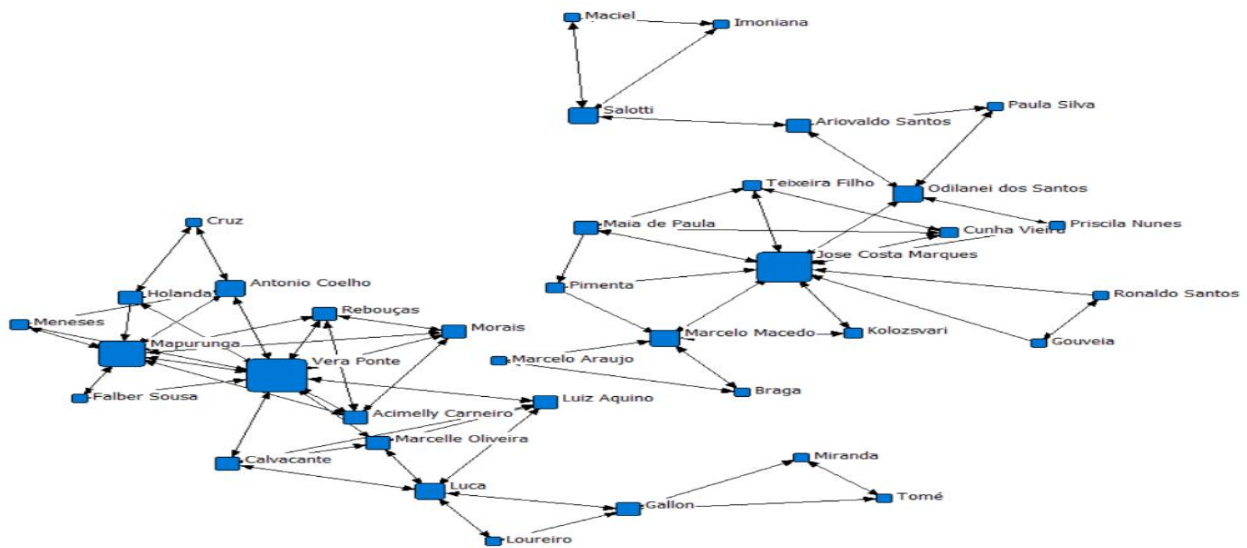 Maciel
Imoniana
Salotti
Ariovaldo Santos
Paula Silva
Teixeira Filho
Odilanei dos Santos
Maia de Paula
Cunha Vieira
Priscila Nunes
Jose Costa Marques
Pimenta
Ronaldo Santos
Marcelo Macedo
Kolozsvari
Gouveia
Marcelo Araujo
Braga
Cruz
Antonio Coelho
Holanda
Rebouças
Meneses
Morais
Mapurunga
Vera Ponte
Falber Sousa
Luiz Aquino
Acimelly Carneiro
Marcelle Oliveira
Calvacante
Luca
Gallon
Loureiro
Miranda
Tomé